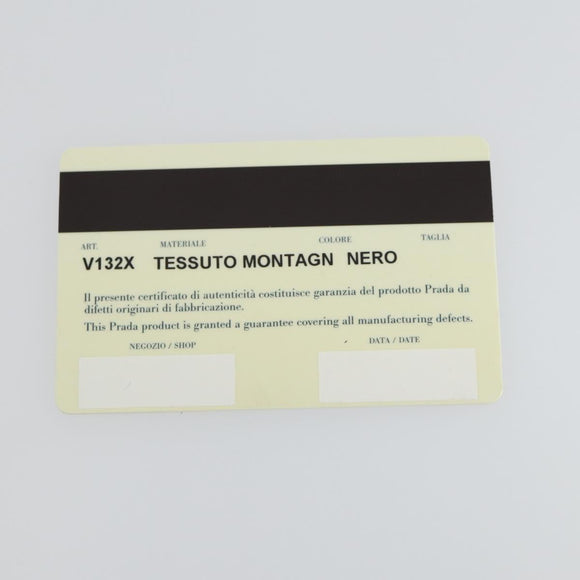 ART. MATERIALE COLORE TAGLIA
V132X TESSUTO MONTAGN NERO
Il presente certificato di autenticità costituisce garanzia del prodotto Prada da
difetti originari di fabbricazione.
This Prada product is granted a guarantee covering all manufacturing defects.
NEGOZIO / SHOP DATA / DATE